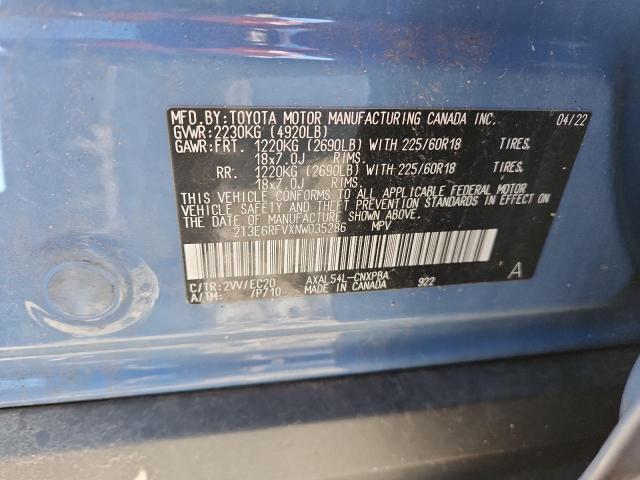 MFD.BY:TOYOTA MOTOR MANUFACTURING CANADA INC. 04/22
GVWR:2230KG (4920LB)
GAWR:FRT. 1220KG (2690LB) WITH 225/60R18 TIRES.
18x7.0J RIMS.
RR. 1220KG (2690LB) WITH 225/60R18 TIRES.
18x7.0J RIMS.
THIS VEHICLE CONFORMS TO ALL APPLICABLE FEDERAL MOTOR
VEHICLE SAFETY STANDARDS IN EFFECT ON
THE DATE OF MANUFACTURE SHOWN ABOVE.
2T3E6RFVXNW035286 MPV
C/TR:2VV/EC20 AXAL54L-CNXPBA A
A/TM: /P710 MADE IN CANADA 922